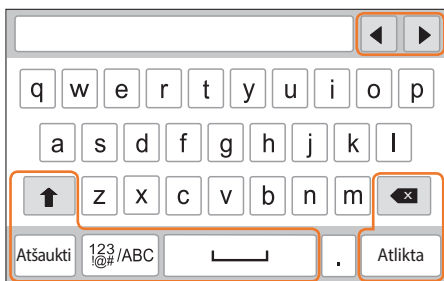 q w e r t y u i o p
a s d f g h j k l
z x c v b n m
Atšaukti 123 !@# /ABC . Atlikta